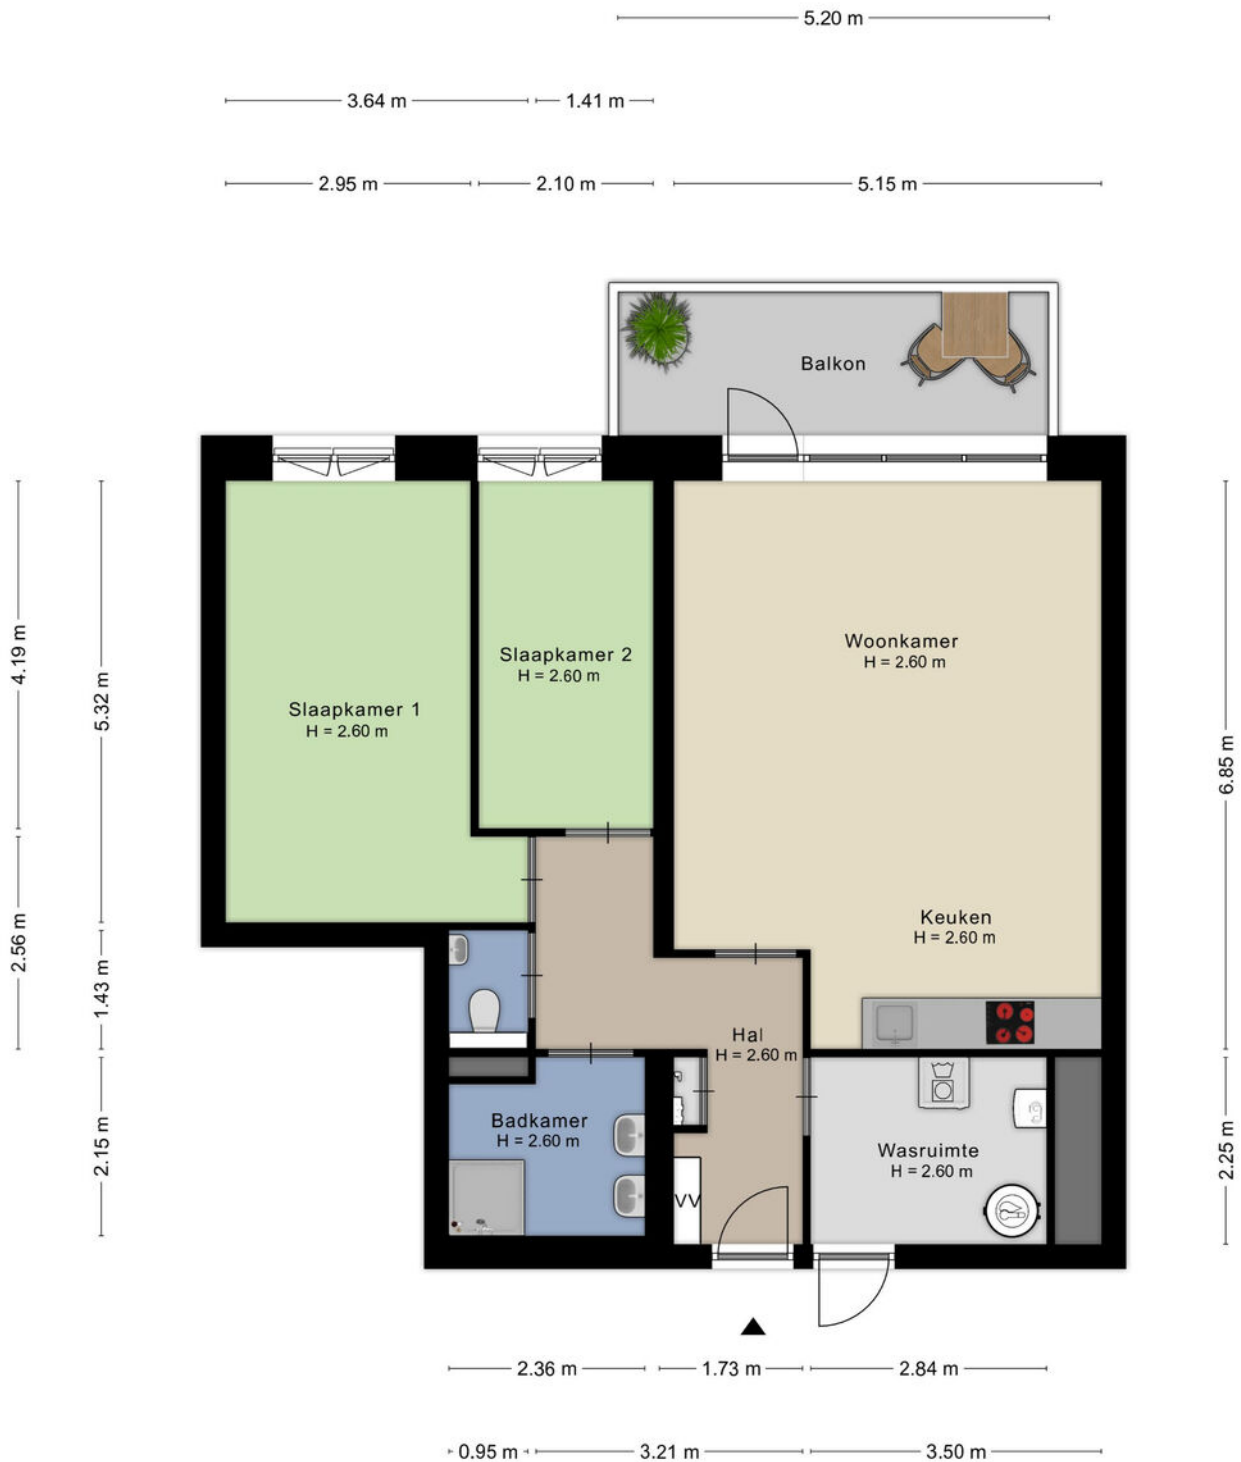 5.20 m
3.64 m
1.41 m
2.95 m
2.10 m
5.15 m
Balkon
4.19 m
5.32 m
Slaapkamer 2
H = 2.60 m
Woonkamer
H = 2.60 m
Slaapkamer 1
H = 2.60 m
6.85 m
2.56 m
1.43 m
Keuken
H = 2.60 m
Hal
H = 2.60 m
2.15 m
Badkamer
H = 2.60 m
Wasruimte
H = 2.60 m
2.25 m
2.36 m
1.73 m
2.84 m
0.95 m
3.21 m
3.50 m